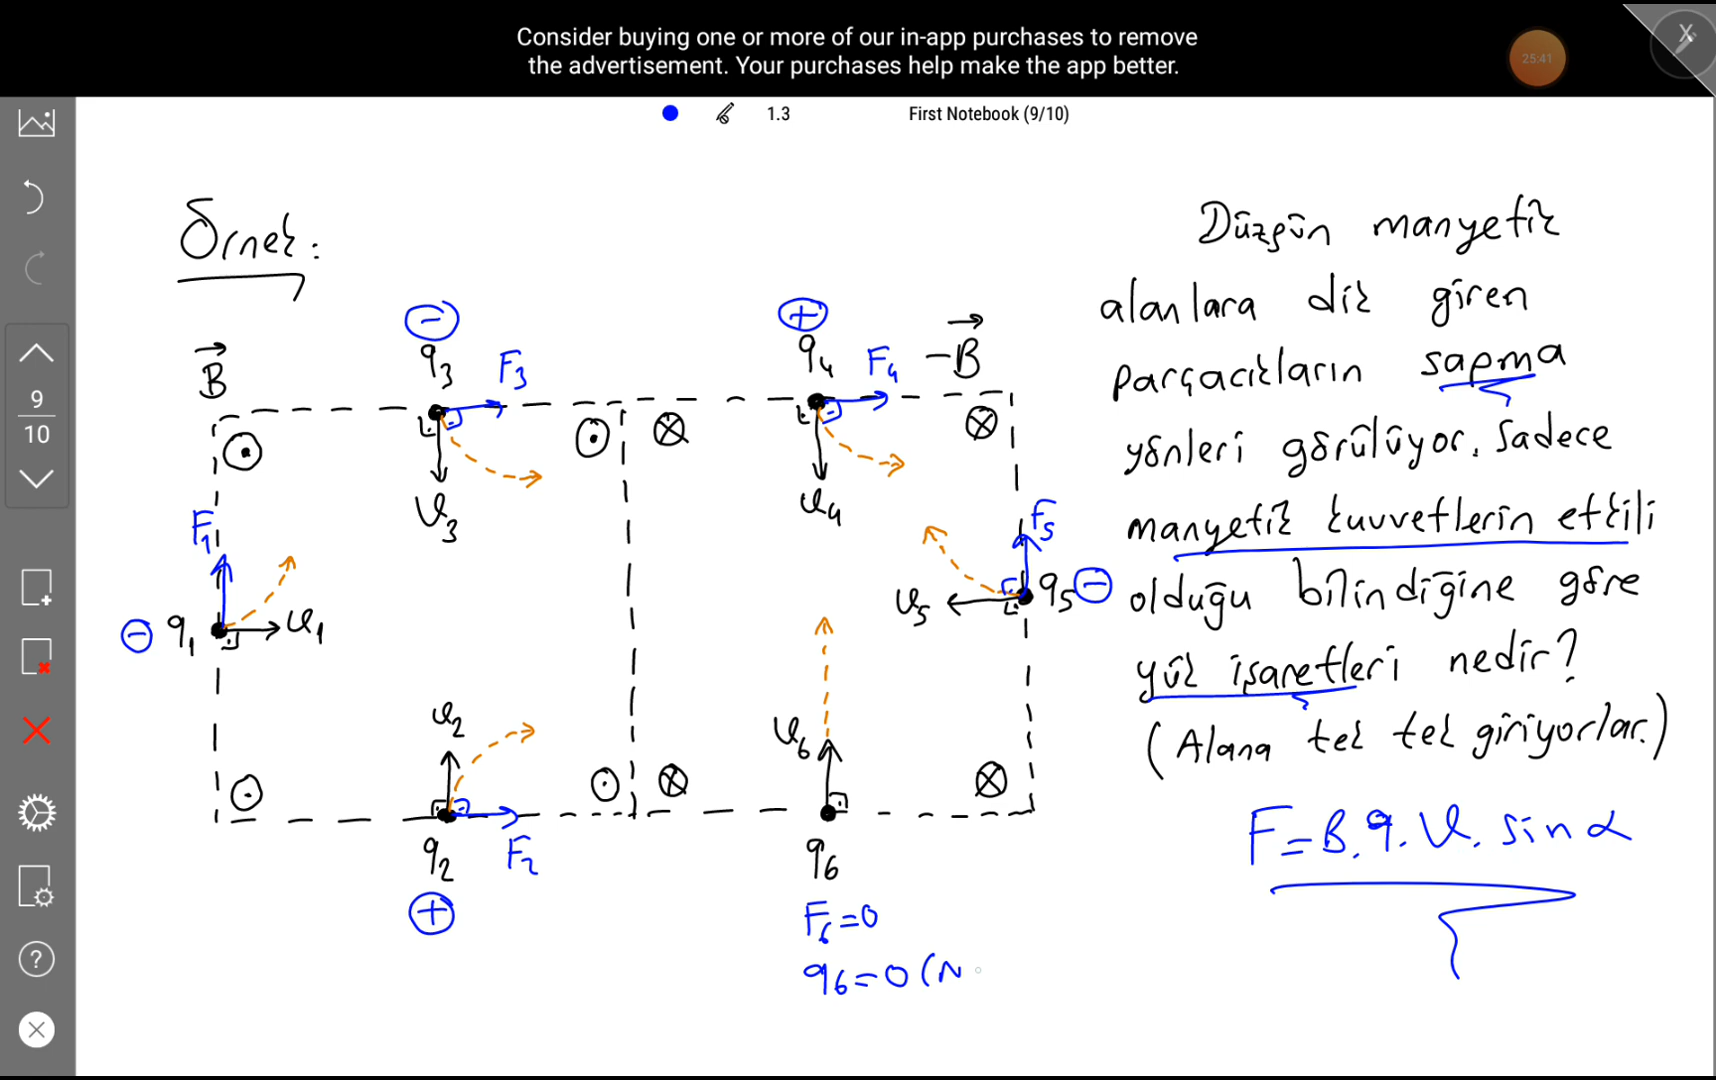 Consider buying one or more of our in-app purchases to remove
the advertisement. Your purchases help make the app better.
25:41
X
1.3
First Notebook (9/10)
9
10
?
Örnek:
Düzgün manyetik
alanlara dik giren
parçacıkların sapma
yönleri görülüyor. Sadece
manyetik kuvvetlerin etkili
olduğu bilindiğine göre
yük işaretleri nedir?
(Alana tek tek giriyorlar.)
F=B.q.v.sinα
B
−
q3
F3
v3
+
q4
F4
−B
v4
F1
− q1
v1
F5
v5
q5 −
v2
q2
F2
+
v6
q6
F6=0
q6=0 (N